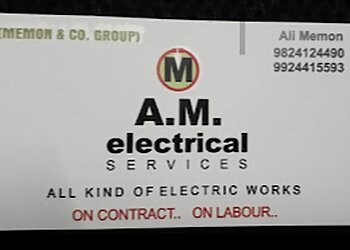 (MEMON & CO. GROUP)
Ali Memon
9824124490
9924415593
M
A.M.
electrical
SERVICES
ALL KIND OF ELECTRIC WORKS
ON CONTRACT.. ON LABOUR..